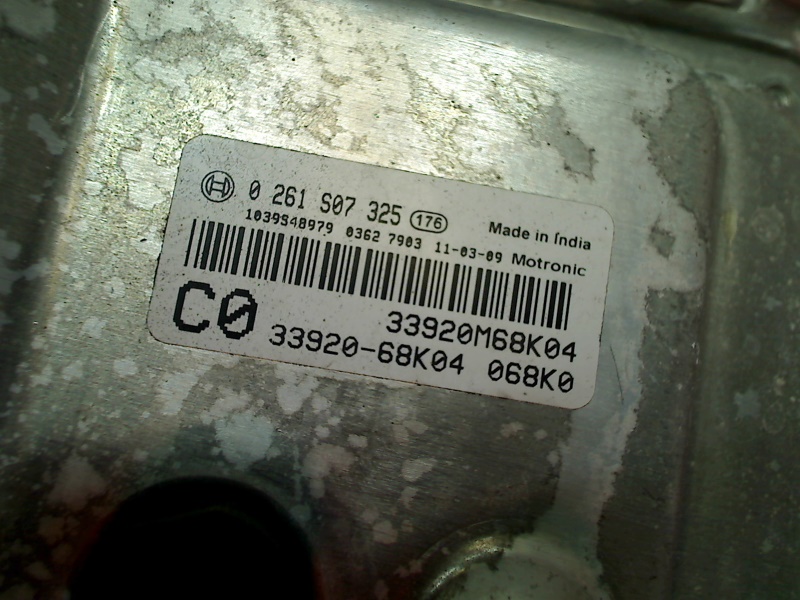 0 261 S07 325 176 Made in India
1039S48979 0362 7903 11-03-09 Motronic
33920M68K04
C0 33920-68K04 068K0